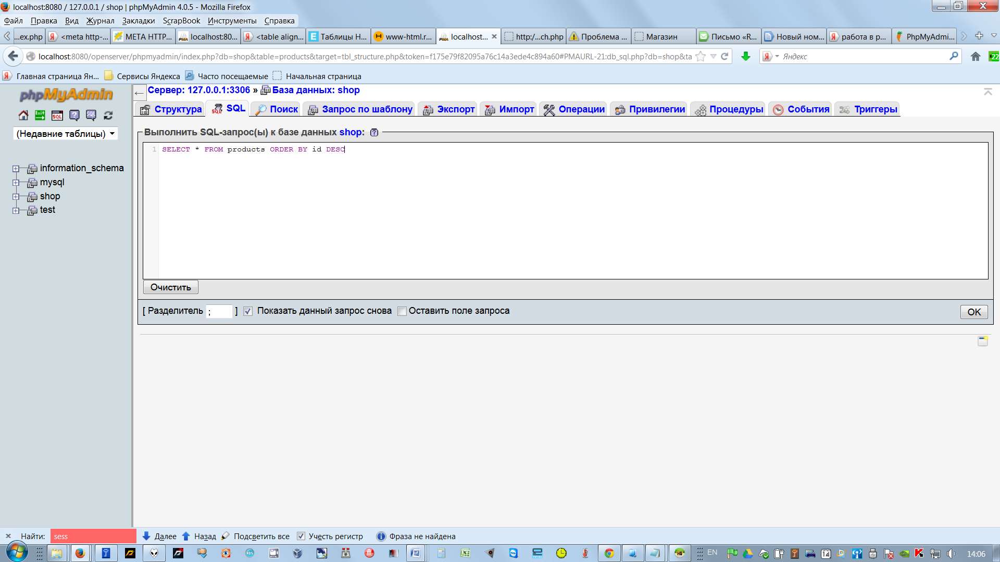 localhost:8080 / 127.0.0.1 / shop | phpMyAdmin 4.0.5 - Mozilla Firefox
Файл Правка Вид Журнал Закладки ScrapBook Инструменты Справка
...ex.php <meta http-... META HTTP... localhost:80... <table align... Таблицы H... www-html.r... localhost... http:/...ch.php Проблема ... Магазин Письмо «R... Новый ном... работа в р... PhpMyAdmi...
localhost:8080/openserver/phpmyadmin/index.php?db=shop&table=products&target=tbl_structure.php&token=f175e79f82095a76c14a3ede4c894a60#PMAURL-21:db_sql.php?db=shop&ta Яндекс 22
Главная страница Ян... Сервисы Яндекса Часто посещаемые Начальная страница
phpMyAdmin
Сервер: 127.0.0.1:3306 » База данных: shop
Структура SQL Поиск Запрос по шаблону Экспорт Импорт Операции Привилегии Процедуры События Триггеры
(Недавние таблицы)
information_schema
mysql
shop
test
Выполнить SQL-запрос(ы) к базе данных shop:
1 SELECT * FROM products ORDER BY id DESC
Очистить
[ Разделитель ; ] Показать данный запрос снова Оставить поле запроса OK
Найти: sess Далее Назад Подсветить все Учесть регистр Фраза не найдена
EN 14:06